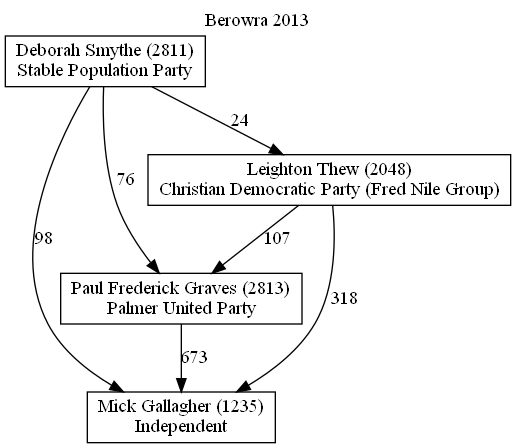 Berowra 2013
Deborah Smythe (2811)
Stable Population Party
24
Leighton Thew (2048)
Christian Democratic Party (Fred Nile Group)
76
98
107
Paul Frederick Graves (2813)
Palmer United Party
318
673
Mick Gallagher (1235)
Independent